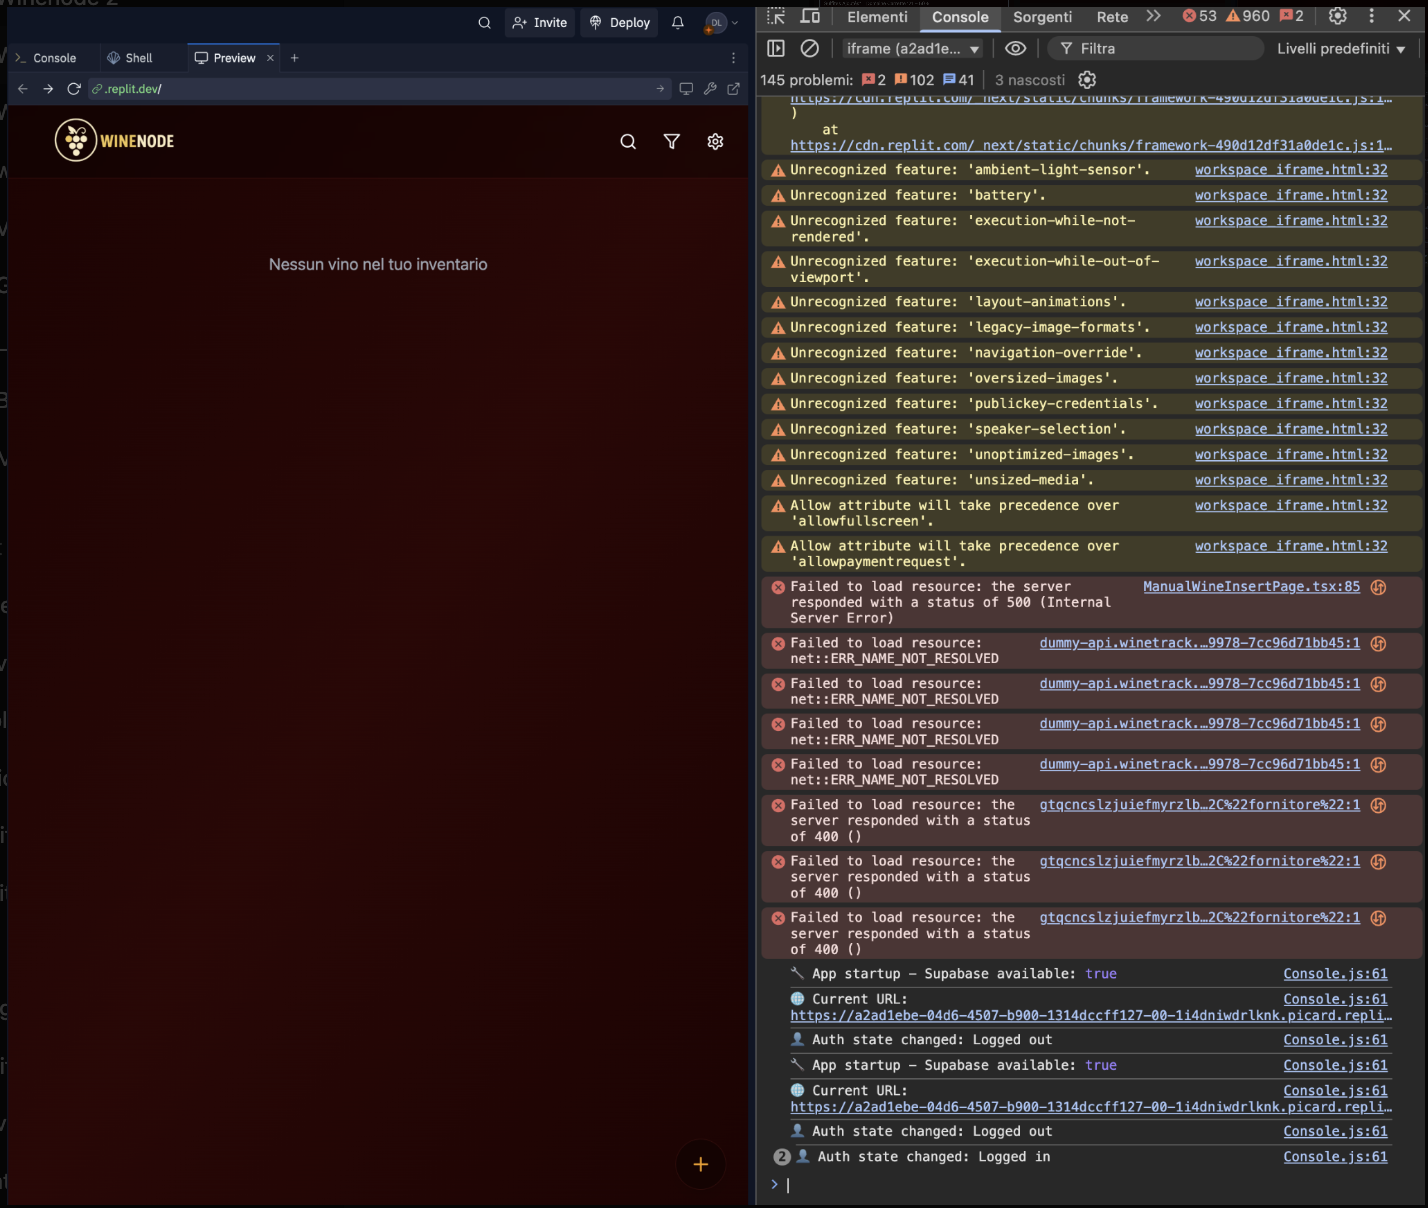 Invite
Deploy
DL
Console
Shell
Preview
.replit.dev/
WINENODE
Nessun vino nel tuo inventario
Elementi
Console
Sorgenti
Rete
53
960
2
iframe (a2ad1e...
Filtra
Livelli predefiniti
145 problemi:
2
102
41
3 nascosti
https://cdn.replit.com/_next/static/chunks/framework-490d12df31a0de1c.js:1…
)
at
https://cdn.replit.com/_next/static/chunks/framework-490d12df31a0de1c.js:1…
Unrecognized feature: 'ambient-light-sensor'. workspace_iframe.html:32
Unrecognized feature: 'battery'. workspace_iframe.html:32
Unrecognized feature: 'execution-while-not- workspace_iframe.html:32
rendered'.
Unrecognized feature: 'execution-while-out-of- workspace_iframe.html:32
viewport'.
Unrecognized feature: 'layout-animations'. workspace_iframe.html:32
Unrecognized feature: 'legacy-image-formats'. workspace_iframe.html:32
Unrecognized feature: 'navigation-override'. workspace_iframe.html:32
Unrecognized feature: 'oversized-images'. workspace_iframe.html:32
Unrecognized feature: 'publickey-credentials'. workspace_iframe.html:32
Unrecognized feature: 'speaker-selection'. workspace_iframe.html:32
Unrecognized feature: 'unoptimized-images'. workspace_iframe.html:32
Unrecognized feature: 'unsized-media'. workspace_iframe.html:32
Allow attribute will take precedence over workspace_iframe.html:32
'allowfullscreen'.
Allow attribute will take precedence over workspace_iframe.html:32
'allowpaymentrequest'.
Failed to load resource: the server ManualWineInsertPage.tsx:85
responded with a status of 500 (Internal
Server Error)
Failed to load resource: dummy-api.winetrack.…9978-7cc96d71bb45:1
net::ERR_NAME_NOT_RESOLVED
Failed to load resource: dummy-api.winetrack.…9978-7cc96d71bb45:1
net::ERR_NAME_NOT_RESOLVED
Failed to load resource: dummy-api.winetrack.…9978-7cc96d71bb45:1
net::ERR_NAME_NOT_RESOLVED
Failed to load resource: dummy-api.winetrack.…9978-7cc96d71bb45:1
net::ERR_NAME_NOT_RESOLVED
Failed to load resource: the gtqcncslzjuiefmyrzlb…2C%22fornitore%22:1
server responded with a status
of 400 ()
Failed to load resource: the gtqcncslzjuiefmyrzlb…2C%22fornitore%22:1
server responded with a status
of 400 ()
Failed to load resource: the gtqcncslzjuiefmyrzlb…2C%22fornitore%22:1
server responded with a status
of 400 ()
App startup – Supabase available: true Console.js:61
Current URL: Console.js:61
https://a2ad1ebe-04d6-4507-b900-1314dccff127-00-1i4dniwdrlknk.picard.repli…
Auth state changed: Logged out Console.js:61
App startup – Supabase available: true Console.js:61
Current URL: Console.js:61
https://a2ad1ebe-04d6-4507-b900-1314dccff127-00-1i4dniwdrlknk.picard.repli…
Auth state changed: Logged out Console.js:61
2 Auth state changed: Logged in Console.js:61